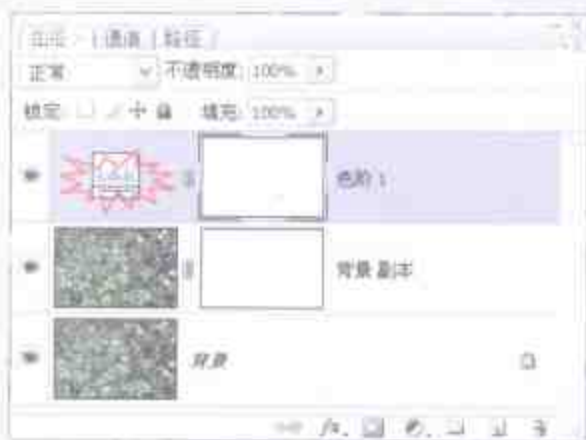 图层 × 通道 路径
正常 不透明度: 100%
锁定: 填充: 100%
色阶 1
背景 副本
背景
fx.